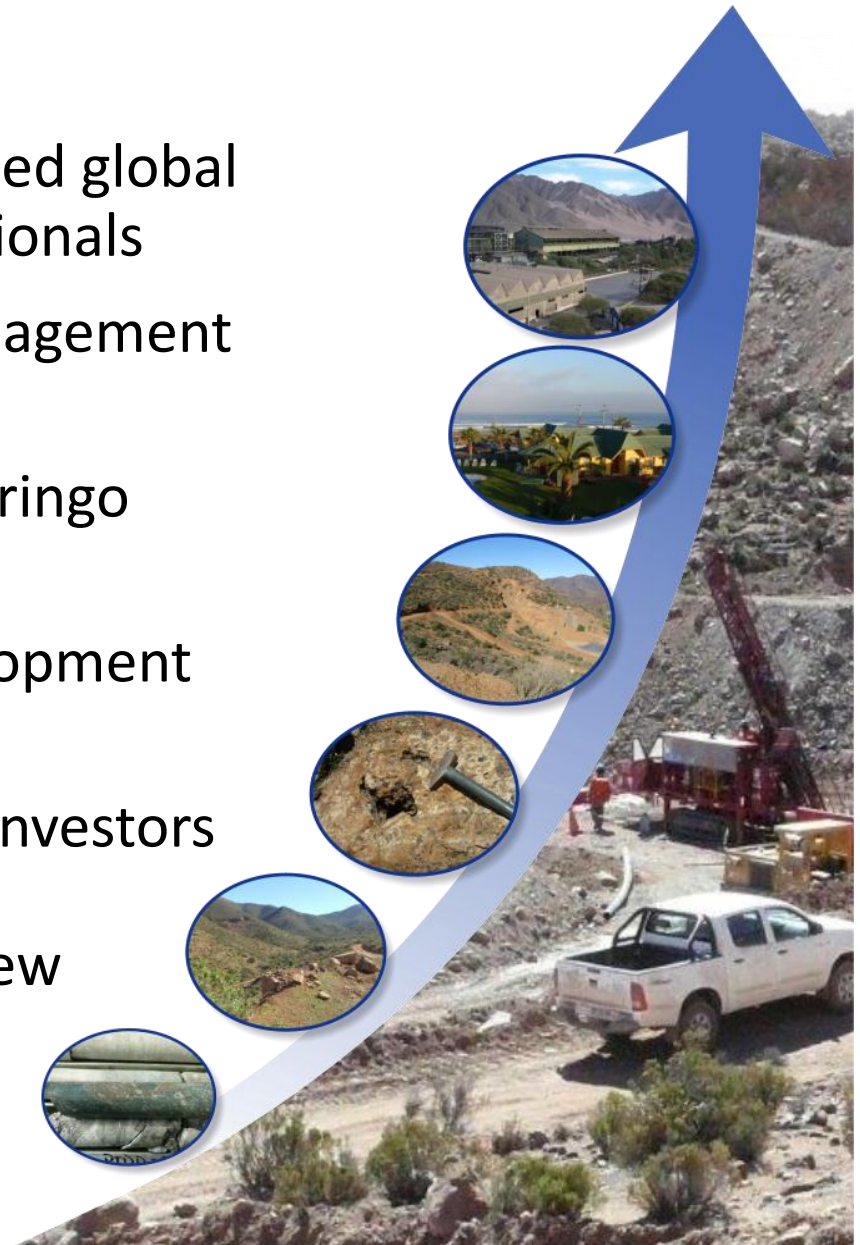 ed global
ionals
agement
ringo
opment
nvestors
ew